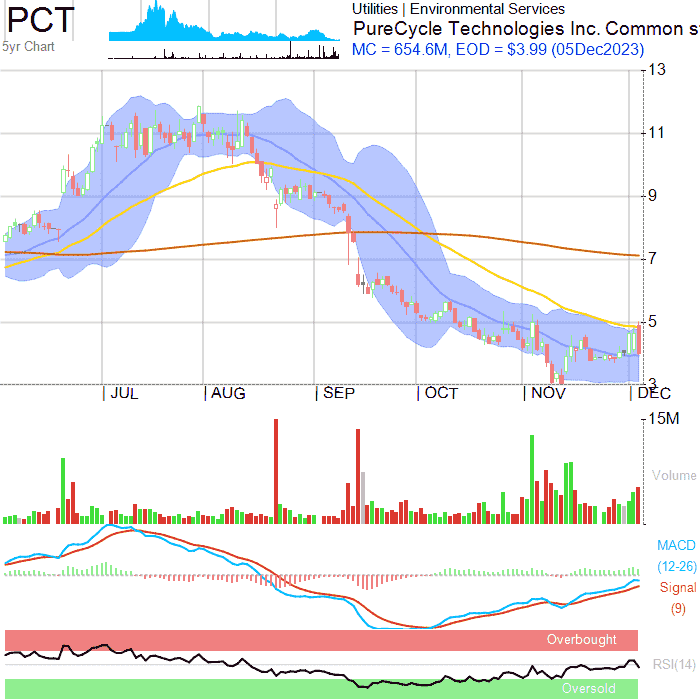 PCT
5yr Chart
Utilities | Environmental Services
PureCycle Technologies Inc. Common s
MC = 654.6M, EOD = $3.99 (05Dec2023)
13
11
9
7
5
3
JUL
AUG
SEP
OCT
NOV
DEC
15M
Volume
MACD
(12-26)
Signal
(9)
Overbought
RSI(14)
Oversold